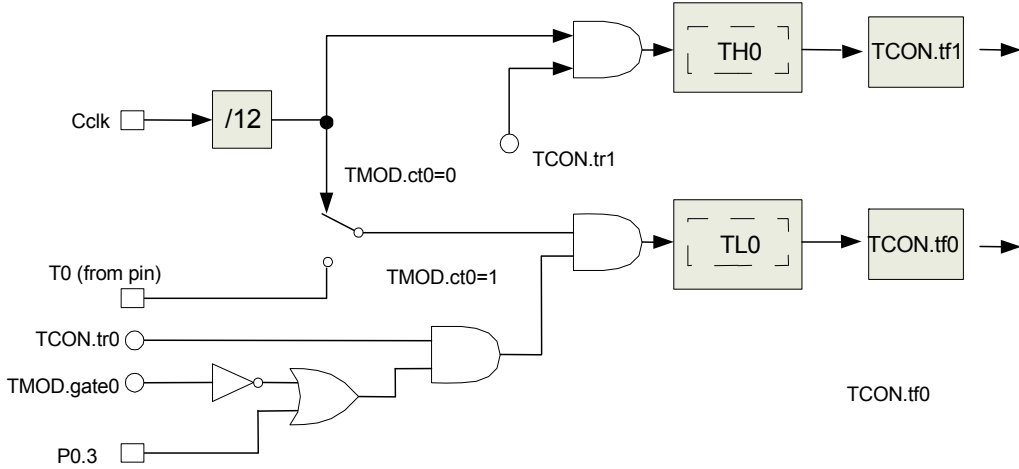 TH0
TCON.tf1
Cclk
/12
TCON.tr1
TMOD.ct0=0
TL0
TCON.tf0
T0 (from pin)
TMOD.ct0=1
TCON.tr0
TMOD.gate0
TCON.tf0
P0.3